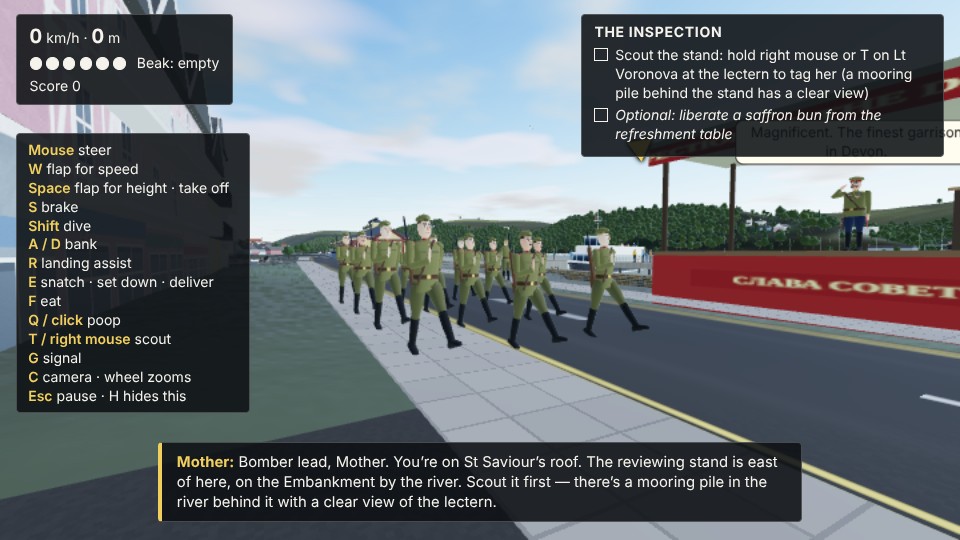 0 km/h · 0 m
Beak: empty
Score 0
Mouse steer
W flap for speed
Space flap for height · take off
S brake
Shift dive
A / D bank
R landing assist
E snatch · set down · deliver
F eat
Q / click poop
T / right mouse scout
G signal
C camera · wheel zooms
Esc pause · H hides this
THE INSPECTION
Scout the stand: hold right mouse or T on Lt
Voronova at the lectern to tag her (a mooring
pile behind the stand has a clear view)
Optional: liberate a saffron bun from the
refreshment table
Magnificent. The finest garrison
in Devon.
СЛАВА СОВЕТ
Mother: Bomber lead, Mother. You're on St Saviour's roof. The reviewing stand is east
of here, on the Embankment by the river. Scout it first — there's a mooring pile in the
river behind it with a clear view of the lectern.